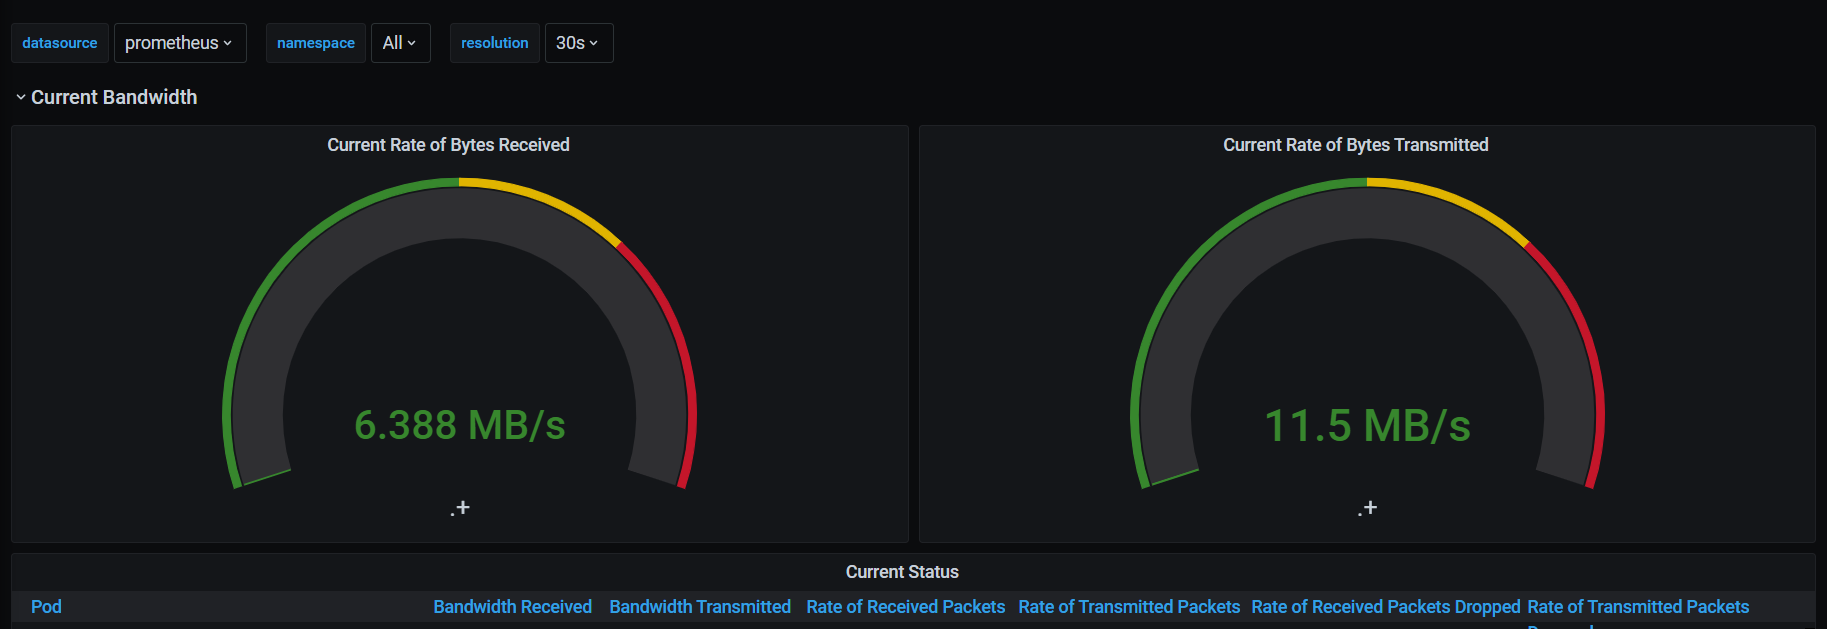 datasource prometheus namespace All resolution 30s
Current Bandwidth
Current Rate of Bytes Received
6.388 MB/s
.+
Current Rate of Bytes Transmitted
11.5 MB/s
.+
Current Status
Pod Bandwidth Received Bandwidth Transmitted Rate of Received Packets Rate of Transmitted Packets Rate of Received Packets Dropped Rate of Transmitted Packets